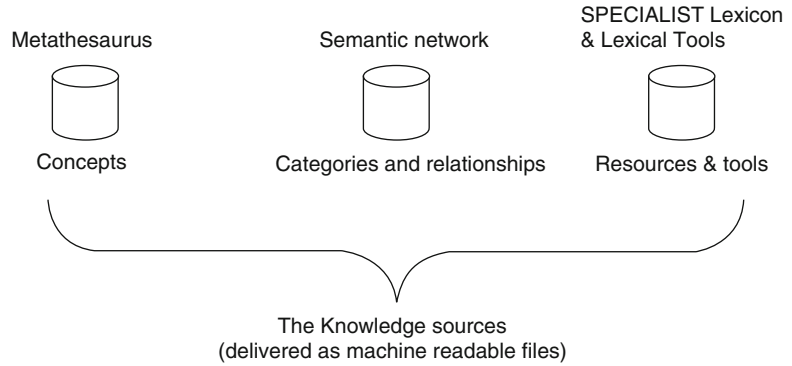 Metathesaurus
Semantic network
SPECIALIST Lexicon
& Lexical Tools
Concepts
Categories and relationships
Resources & tools
The Knowledge sources
(delivered as machine readable files)